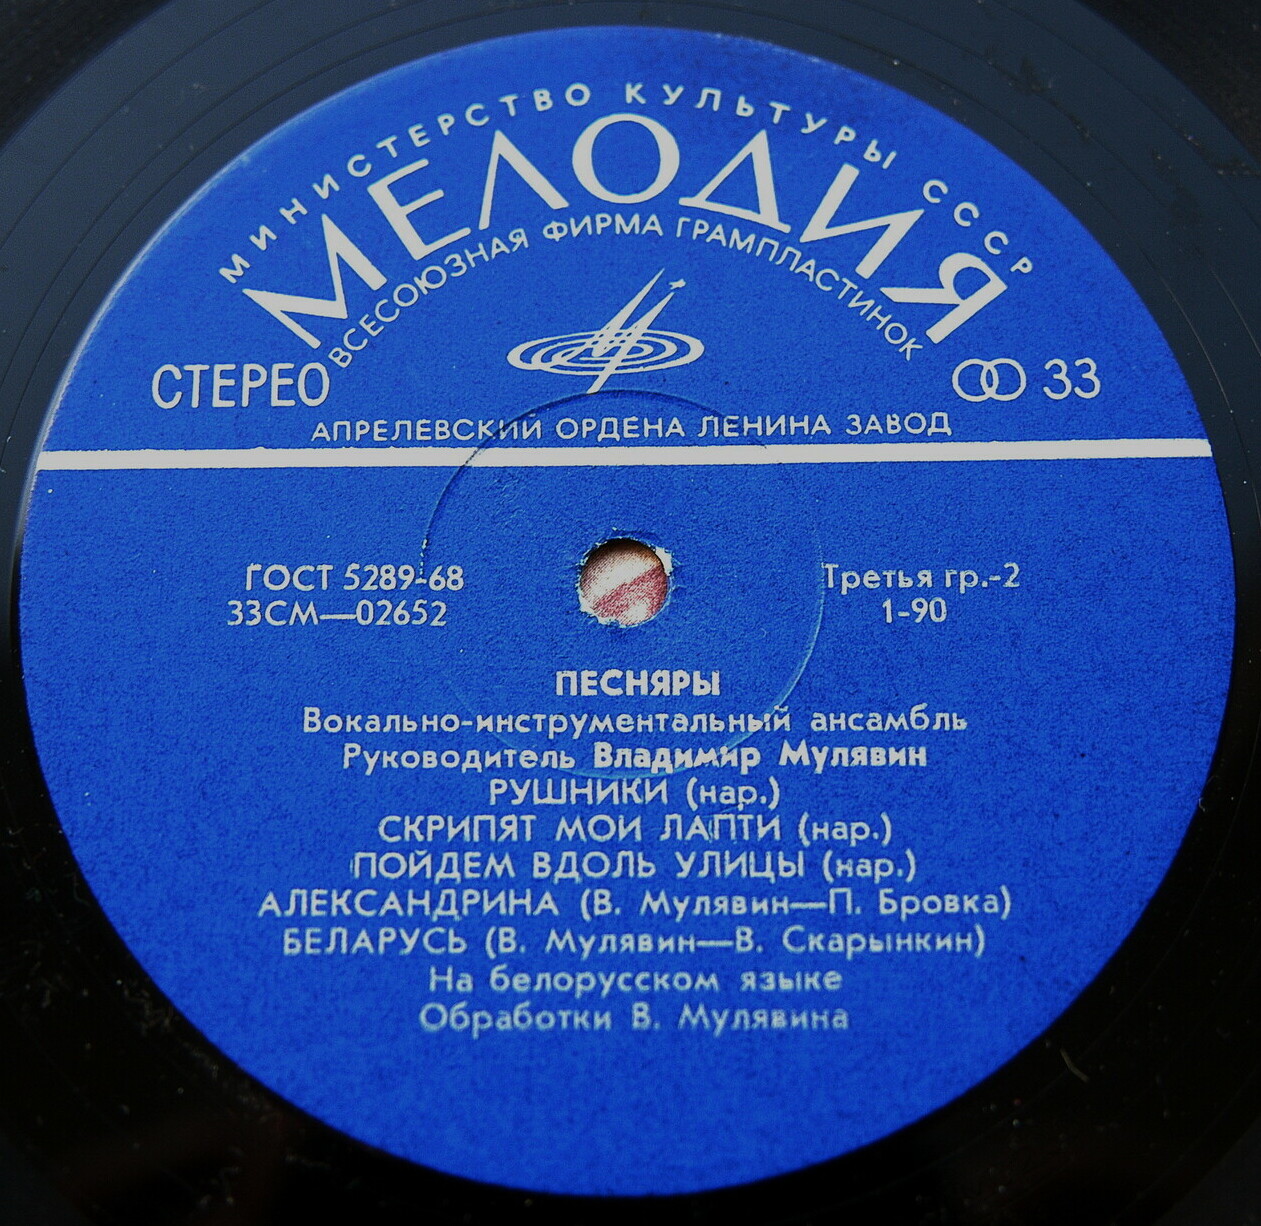 МИНИСТЕРСТВО КУЛЬТУРЫ СССР
МЕЛОДИЯ
ВСЕСОЮЗНАЯ ФИРМА ГРАМПЛАСТИНОК
СТЕРЕО
33
АПРЕЛЕВСКИЙ ОРДЕНА ЛЕНИНА ЗАВОД
ГОСТ 5289-68
33СМ—02652
Третья гр.-2
1-90
ПЕСНЯРЫ
Вокально-инструментальный ансамбль
Руководитель Владимир Мулявин
РУШНИКИ (нар.)
СКРИПЯТ МОИ ЛАПТИ (нар.)
ПОЙДЕМ ВДОЛЬ УЛИЦЫ (нар.)
АЛЕКСАНДРИНА (В. Мулявин—П. Бровка)
БЕЛАРУСЬ (В. Мулявин—В. Скарынкин)
На белорусском языке
Обработки В. Мулявина